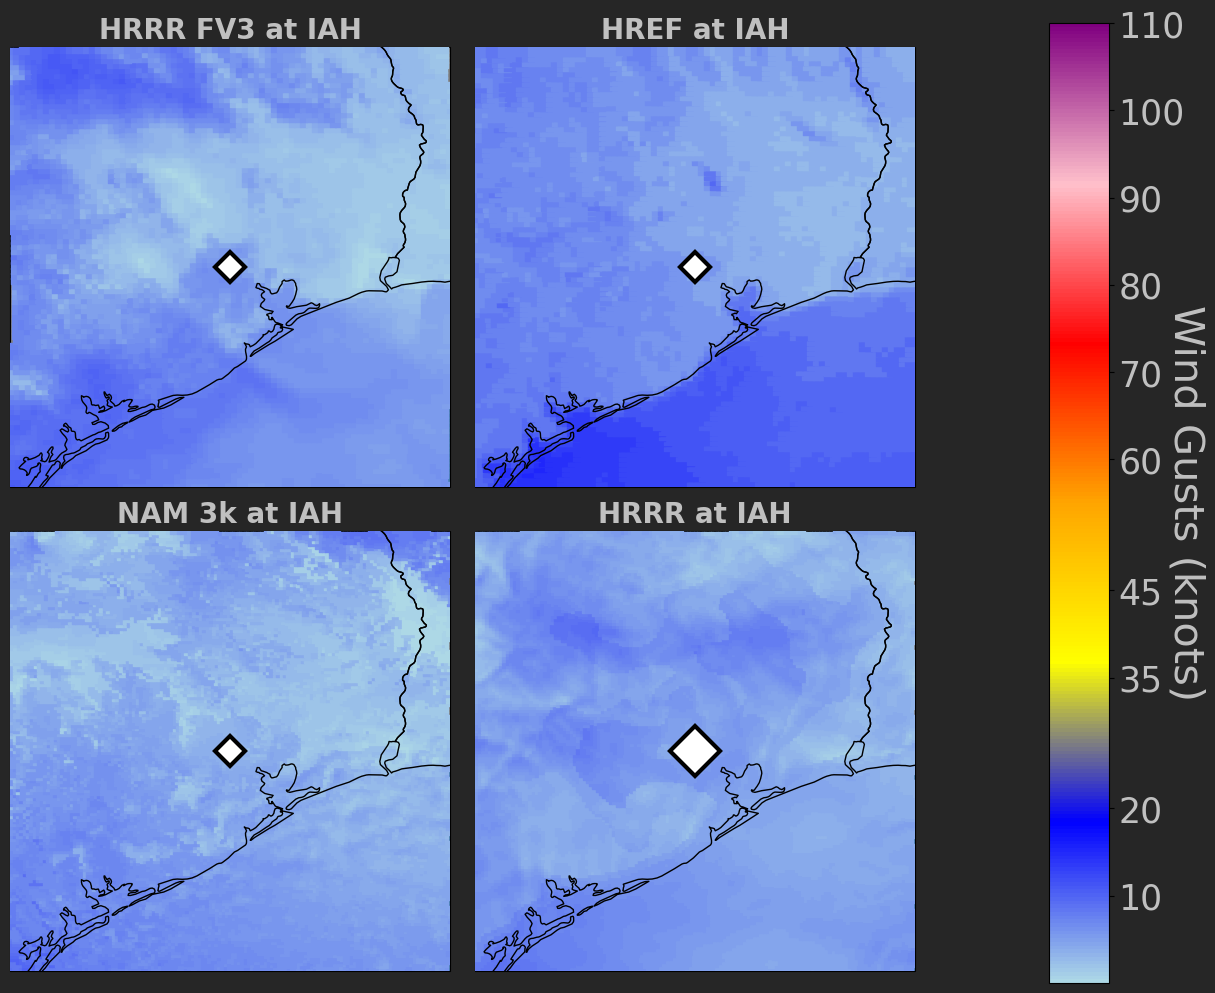 HRRR FV3 at IAH
HREF at IAH
NAM 3k at IAH
HRRR at IAH
110
100
90
80
70
60
45
35
20
10
Wind Gusts (knots)